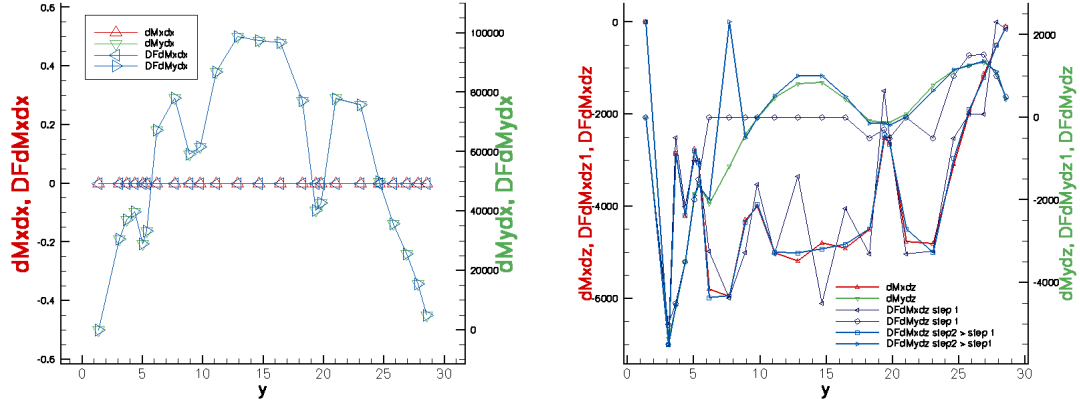 dMxdx, DFdMxdx
0.6
0.4
0.2
0
-0.2
-0.4
-0.6
dMxdx
dMydx
DFdMxdx
DFdMydx
100000
80000
60000
40000
20000
0
dMydx, DFdMydx
0
5
10
15
20
25
30
y
dMxdz, DFdMxdz1, DFdMxdz
0
-2000
-4000
-6000
dMxdz
dMydz
DFdMxdz step 1
DFdMydz step 1
DFdMxdz step2 > step 1
DFdMydz step2 > step1
2000
0
-2000
-4000
dMydz, DFdMydz1, DFdMydz
0
5
10
15
20
25
30
y